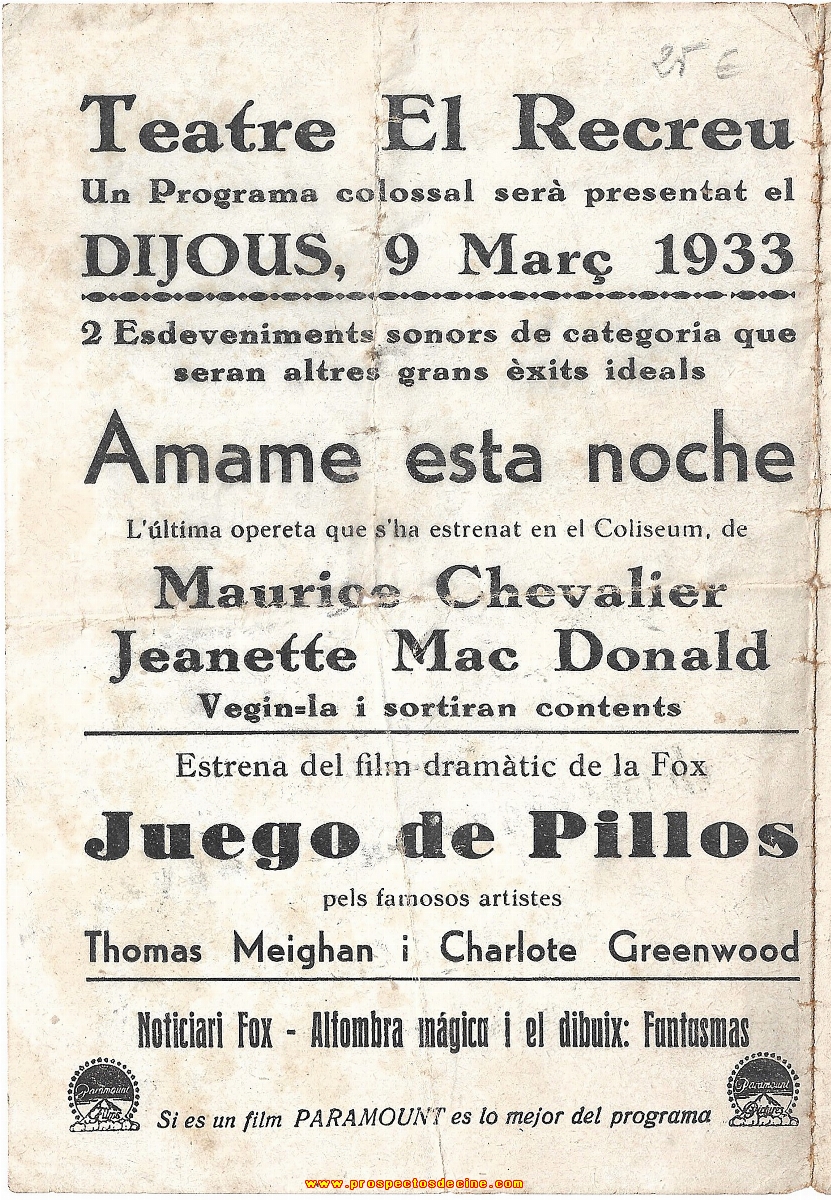 25 €
Teatre El Recreu
Un Programa colossal serà presentat el
DIJOUS, 9 Març 1933
2 Esdeveniments sonors de categoria que
seran altres grans èxits ideals
Amame esta noche
L'última opereta que s'ha estrenat en el Coliseum, de
Maurice Chevalier
Jeanette Mac Donald
Vegin=la i sortiran contents
Estrena del film dramàtic de la Fox
Juego de Pillos
pels famosos artistes
Thomas Meighan i Charlote Greenwood
Noticiari Fox - Alfombra mágica i el dibuix: Fantasmas
Paramount Films
Si es un film PARAMOUNT es lo mejor del programa
Paramount Pictures
www.prospectosdecine.com